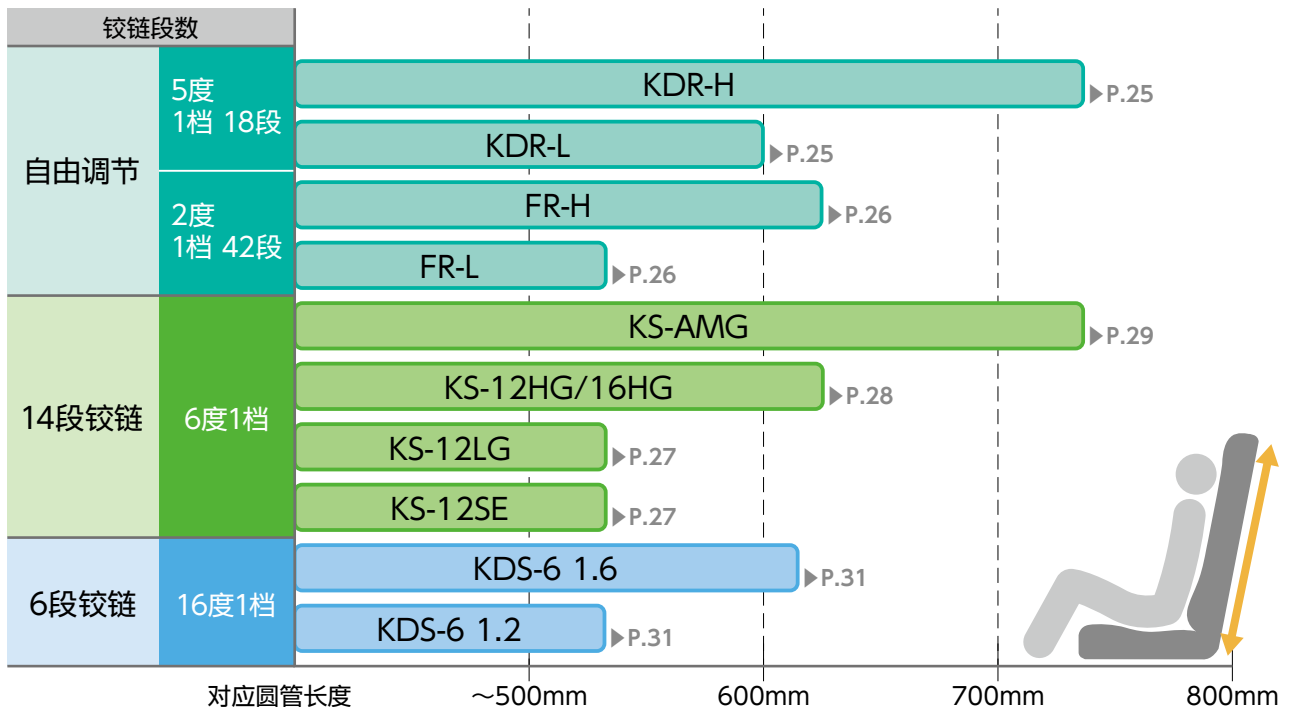 铰链段数
自由调节
5度
1档 18段
KDR-H
▶P.25
KDR-L
▶P.25
2度
1档 42段
FR-H
▶P.26
FR-L
▶P.26
14段铰链
6度1档
KS-AMG
▶P.29
KS-12HG/16HG
▶P.28
KS-12LG
▶P.27
KS-12SE
▶P.27
6段铰链
16度1档
KDS-6 1.6
▶P.31
KDS-6 1.2
▶P.31
对应圆管长度 ～500mm 600mm 700mm 800mm